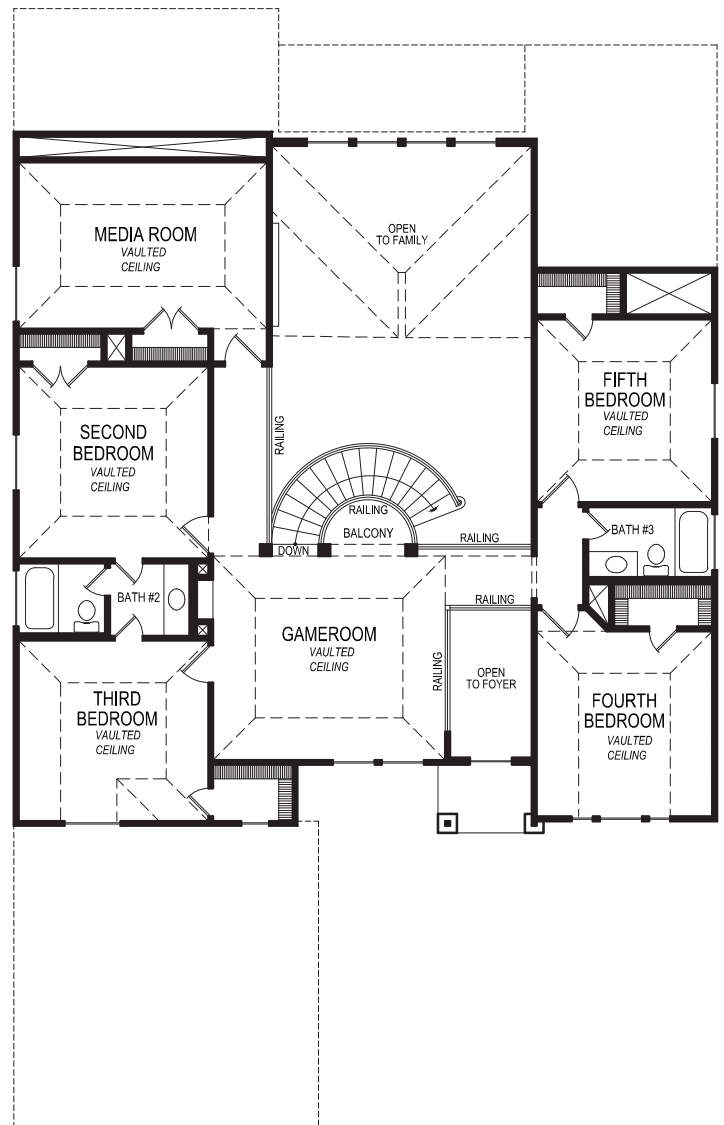 OPEN
TO FAMILY
MEDIA ROOM
VAULTED
CEILING
FIFTH
BEDROOM
VAULTED
CEILING
SECOND
BEDROOM
VAULTED
CEILING
RAILING
RAILING
BALCONY
DOWN
RAILING
BATH #3
BATH #2
RAILING
GAMEROOM
VAULTED
CEILING
RAILING
OPEN
TO FOYER
THIRD
BEDROOM
VAULTED
CEILING
FOURTH
BEDROOM
VAULTED
CEILING